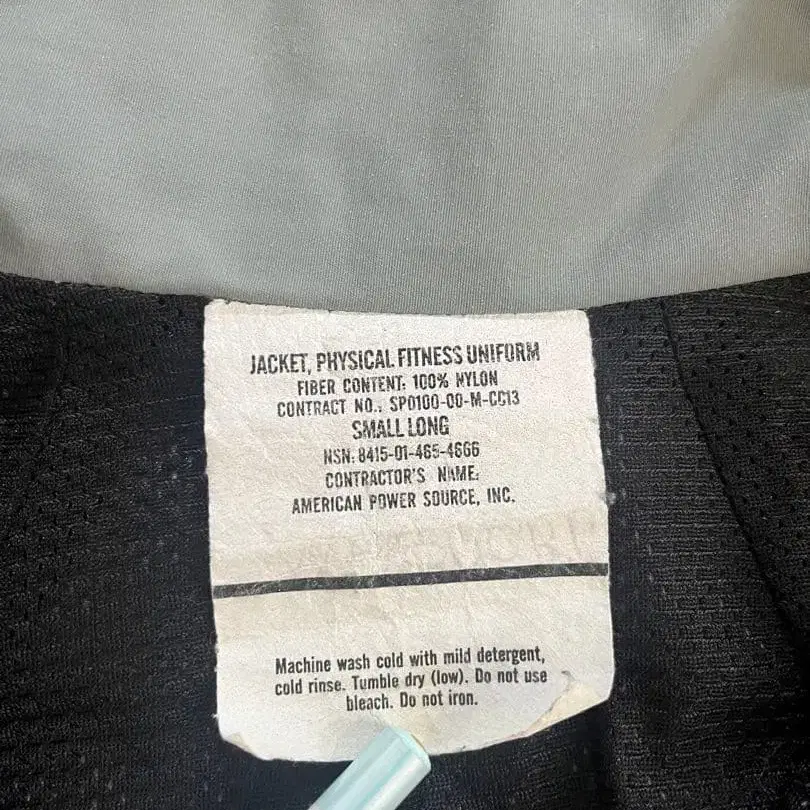 JACKET, PHYSICAL FITNESS UNIFORM
FIBER CONTENT: 100% NYLON
CONTRACT NO.: SP0100-00-M-CC13
SMALL LONG
NSN: 8415-01-465-4666
CONTRACTOR'S NAME:
AMERICAN POWER SOURCE, INC.
Machine wash cold with mild detergent,
cold rinse. Tumble dry (low). Do not use
bleach. Do not iron.